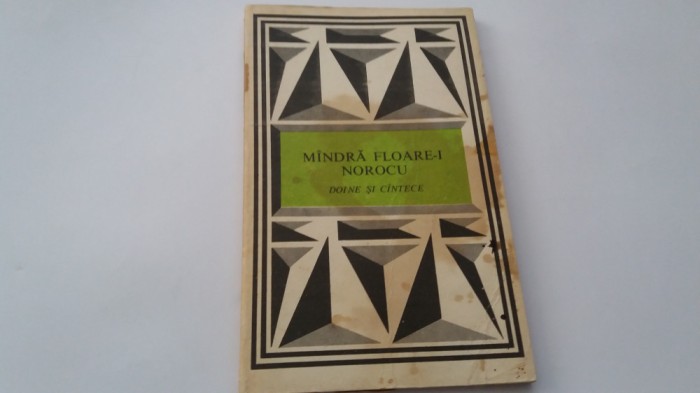 MÎNDRĂ FLOARE-I
NOROCU
DOINE ȘI CÎNTECE